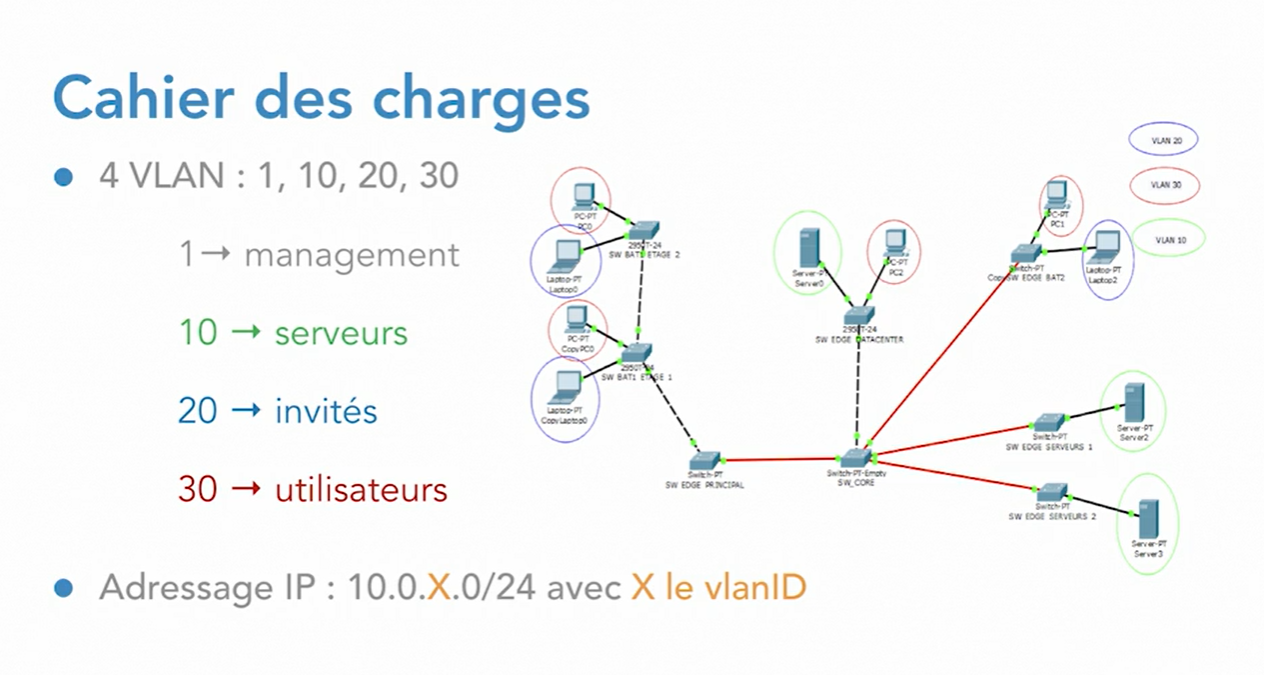 Cahier des charges
4 VLAN : 1, 10, 20, 30
1→ management
10 → serveurs
20 → invités
30 → utilisateurs
Adressage IP : 10.0.X.0/24 avec X le vlanID
VLAN 20
VLAN 30
VLAN 10
PC-PT
PC0
2950T-24
SW BAT1 ETAGE 2
Laptop-PT
Laptop0
PC-PT
CopyPC0
2950T-24
SW BAT1 ETAGE 1
Laptop-PT
CopyLaptop0
Switch-PT
SW EDGE PRINCIPAL
Server-PT
Server0
PC-PT
PC2
2950T-24
SW EDGE DATACENTER
Switch-PT-Empty
SW_CORE
PC-PT
PC1
Switch-PT
SW EDGE BAT2
Laptop-PT
Laptop2
Switch-PT
SW EDGE SERVEURS 1
Server-PT
Server2
Switch-PT
SW EDGE SERVEURS 2
Server-PT
Server3